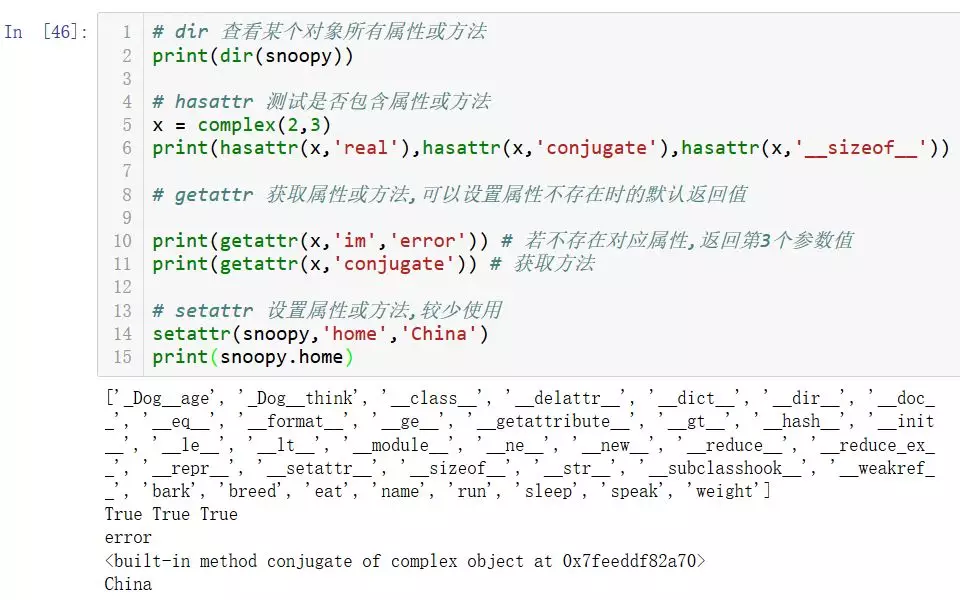 In [46]:
1 # dir 查看某个对象所有属性或方法
2 print(dir(snoopy))
3
4 # hasattr 测试是否包含属性或方法
5 x = complex(2,3)
6 print(hasattr(x,'real'),hasattr(x,'conjugate'),hasattr(x,'__sizeof__'))
7
8 # getattr 获取属性或方法,可以设置属性不存在时的默认返回值
9
10 print(getattr(x,'im','error')) # 若不存在对应属性,返回第3个参数值
11 print(getattr(x,'conjugate')) # 获取方法
12
13 # setattr 设置属性或方法,较少使用
14 setattr(snoopy,'home','China')
15 print(snoopy.home)
['_Dog__age', '_Dog__think', '__class__', '__delattr__', '__dict__', '__dir__', '__doc_
_', '__eq__', '__format__', '__ge__', '__getattribute__', '__gt__', '__hash__', '__init
__', '__le__', '__lt__', '__module__', '__ne__', '__new__', '__reduce__', '__reduce_ex_
_', '__repr__', '__setattr__', '__sizeof__', '__str__', '__subclasshook__', '__weakref_
_', 'bark', 'breed', 'eat', 'name', 'run', 'sleep', 'speak', 'weight']
True True True
error
<built-in method conjugate of complex object at 0x7feeddf82a70>
China